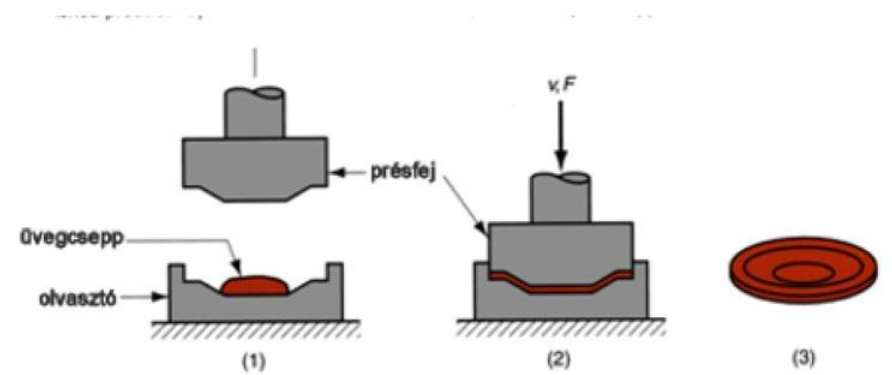 v, F
présfej
üvegcsepp
olvasztó
(1)
(2)
(3)